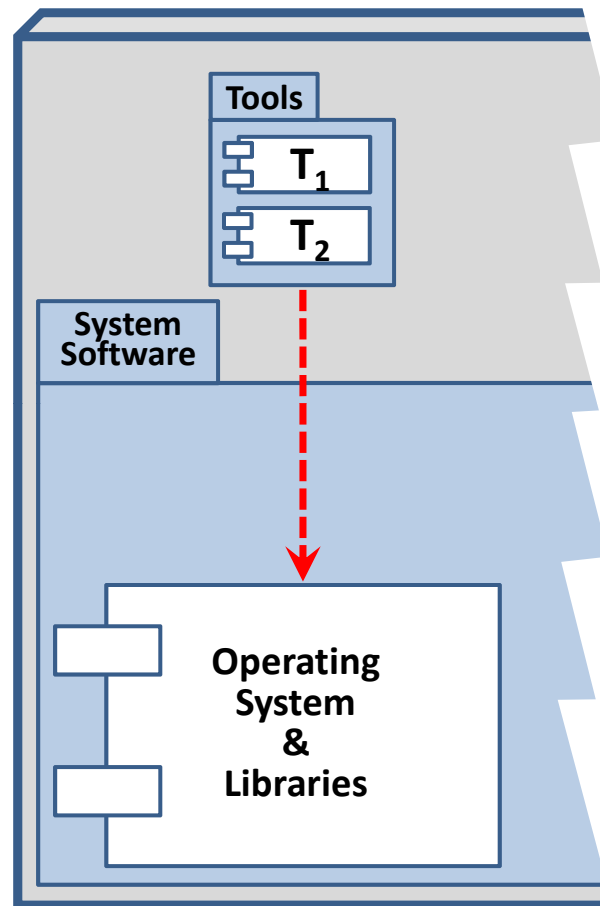 Tools
T₁
T₂
System
Software
Operating
System
&
Libraries